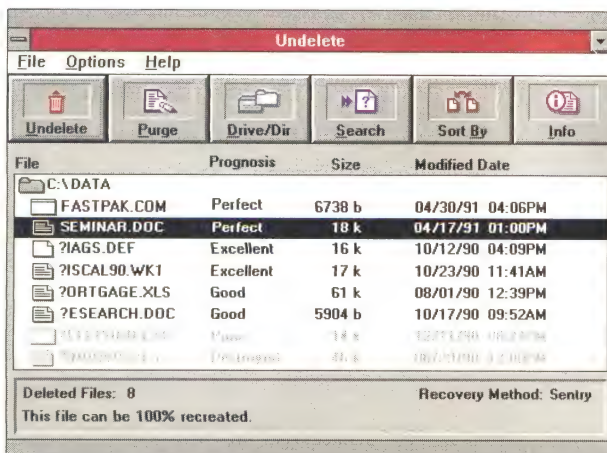 Undelete
File Options Help
Undelete Purge Drive/Dir Search Sort By Info
File Prognosis Size Modified Date
C:\DATA
FASTPAK.COM Perfect 6738 b 04/30/91 04:06PM
SEMINAR.DOC Perfect 18 k 04/17/91 01:00PM
?IAGS.DEF Excellent 16 k 10/12/90 04:09PM
?ISCAL90.WK1 Excellent 17 k 10/23/90 11:41AM
?ORTGAGE.XLS Good 61 k 08/01/90 12:39PM
?ESEARCH.DOC Good 5904 b 10/17/90 09:52AM
Deleted Files: 8 Recovery Method: Sentry
This file can be 100% recreated.